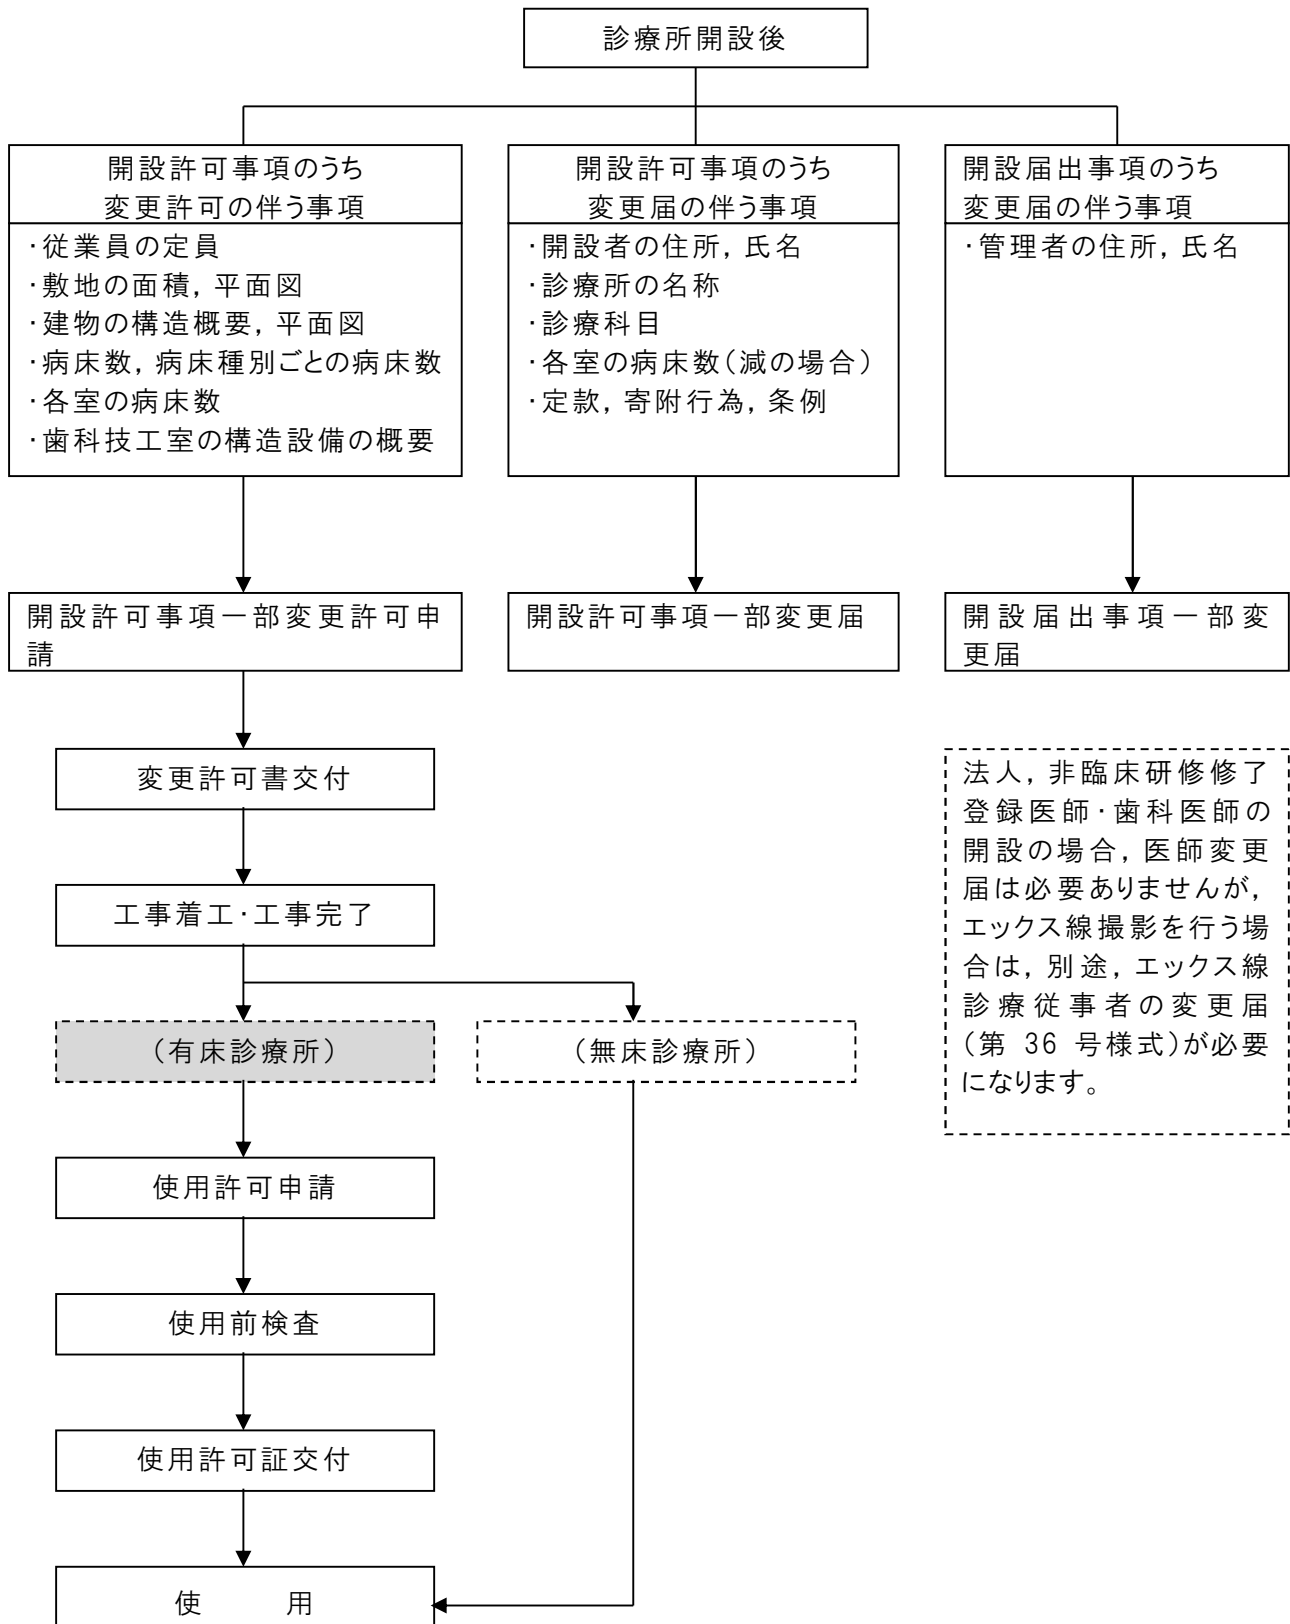 診療所開設後
開設許可事項のうち
変更許可の伴う事項
・従業員の定員
・敷地の面積，平面図
・建物の構造概要，平面図
・病床数，病床種別ごとの病床数
・各室の病床数
・歯科技工室の構造設備の概要
開設許可事項のうち
変更届の伴う事項
・開設者の住所，氏名
・診療所の名称
・診療科目
・各室の病床数（減の場合）
・定款，寄附行為，条例
開設届出事項のうち
変更届の伴う事項
・管理者の住所，氏名
開設許可事項一部変更許可申
請
開設許可事項一部変更届
開設届出事項一部変
更届
変更許可書交付
工事着工・工事完了
（有床診療所）
（無床診療所）
法人，非臨床研修修了
登録医師・歯科医師の
開設の場合，医師変更
届は必要ありませんが，
エックス線撮影を行う場
合は，別途，エックス線
診療従事者の変更届
（第 36 号様式）が必要
になります。
使用許可申請
使用前検査
使用許可証交付
使　　用